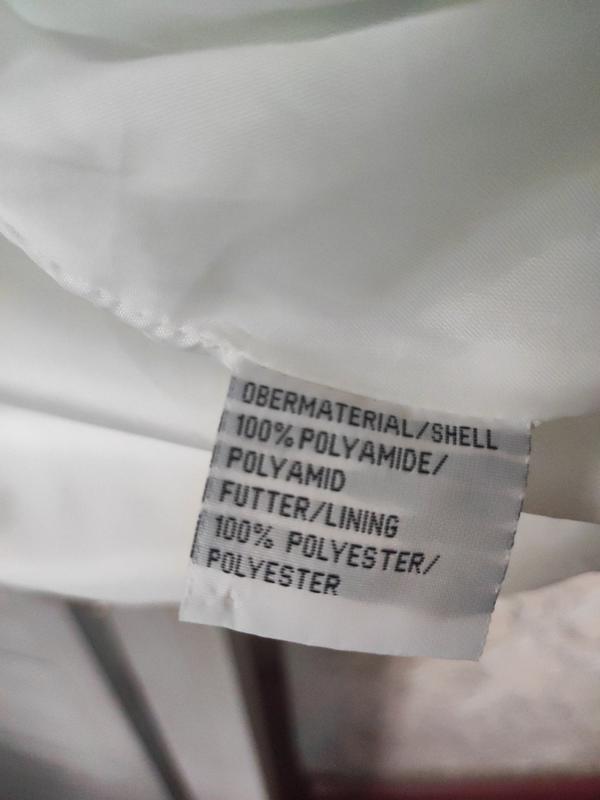 OBERMATERIAL/SHELL
100%POLYAMIDE/
POLYAMID
FUTTER/LINING
100% POLYESTER/
POLYESTER